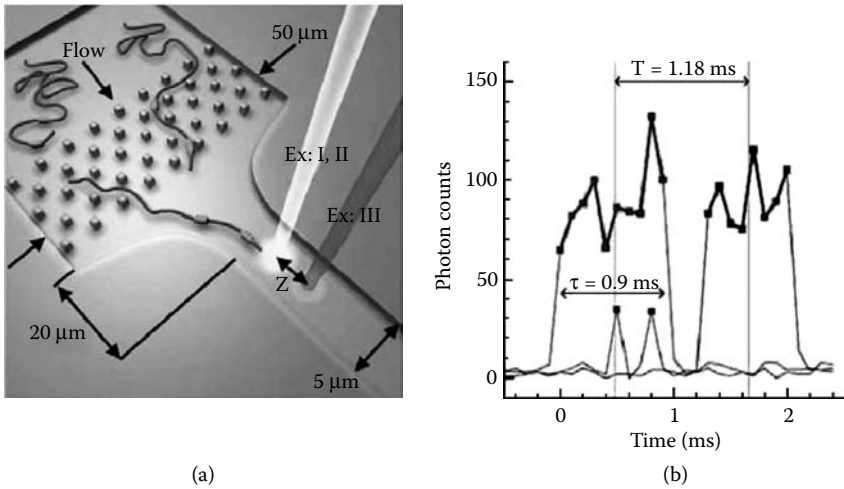 Flow
50 μm
Ex: I, II
Ex: III
Z
20 μm
5 μm
(a)
150
100
50
0
Photon counts
T = 1.18 ms
τ = 0.9 ms
0
1
2
Time (ms)
(b)